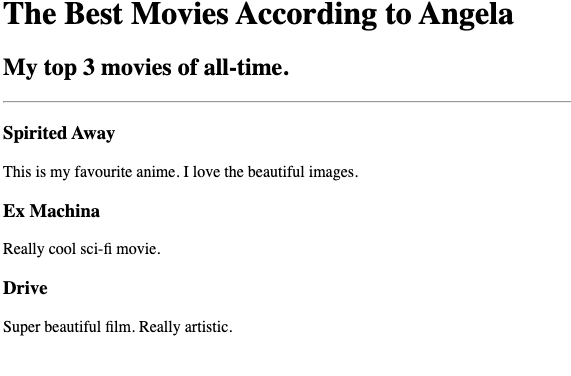 The Best Movies According to Angela
My top 3 movies of all-time.
Spirited Away
This is my favourite anime. I love the beautiful images.
Ex Machina
Really cool sci-fi movie.
Drive
Super beautiful film. Really artistic.